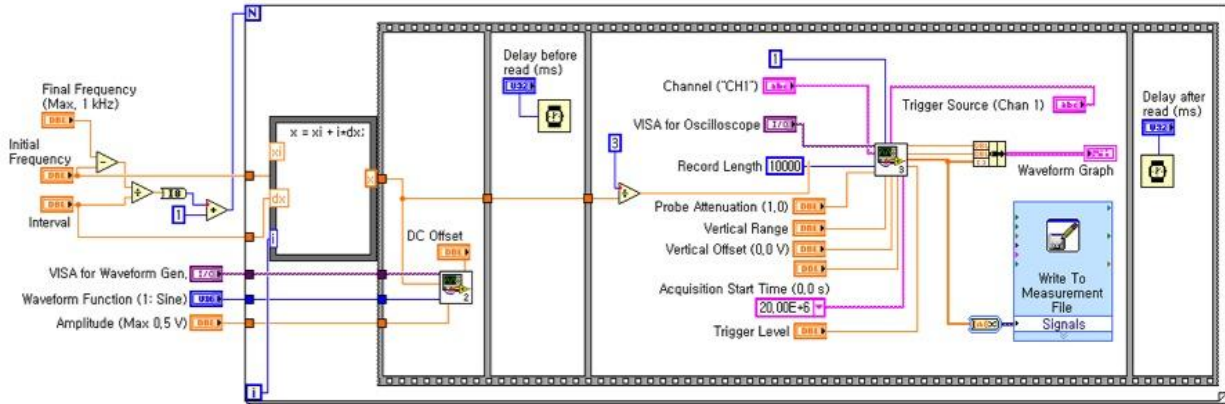 N
Final Frequency
(Max, 1 kHz)
DBL
Initial
Frequency
DBL
Interval
DBL
I8
1
x = xi + i*dx;
xi
x
dx
i
DC Offset
DBL
VISA for Waveform Gen,
I/O
2
Waveform Function (1: Sine)
U16
Amplitude (Max 0,5 V)
DBL
i
Delay before
read (ms)
U32
3
1
Channel ("CH1")
abc
VISA for Oscilloscope
I/O
Record Length
10000
3
Probe Attenuation (1,0)
DBL
Vertical Range
DBL
Vertical Offset (0,0 V)
DBL
DBL
Acquisition Start Time (0,0 s)
20,00E+6
Trigger Level
DBL
Trigger Source (Chan 1)
abc
Waveform Graph
Write To
Measurement
File
Signals
Delay after
read (ms)
U32